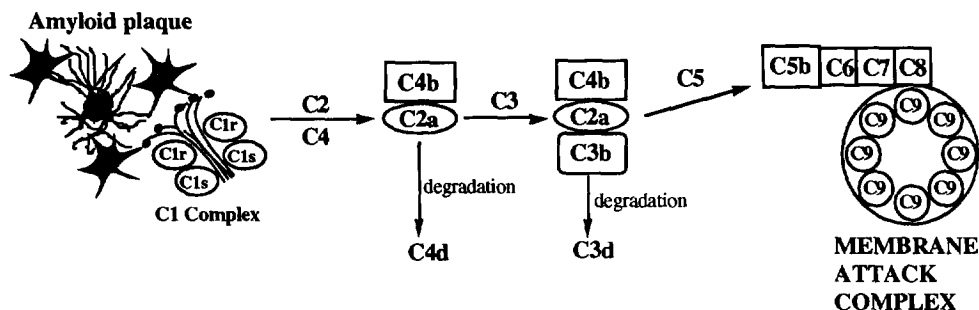 Amyloid plaque
C1r
C1r
C1s
C1s
C1 Complex
C2
C4
C4b
C2a
degradation
C4d
C3
C4b
C2a
C3b
degradation
C3d
C5
C5b C6 C7 C8
C9
C9
C9
C9
C9
C9
C9
C9
MEMBRANE
ATTACK
COMPLEX